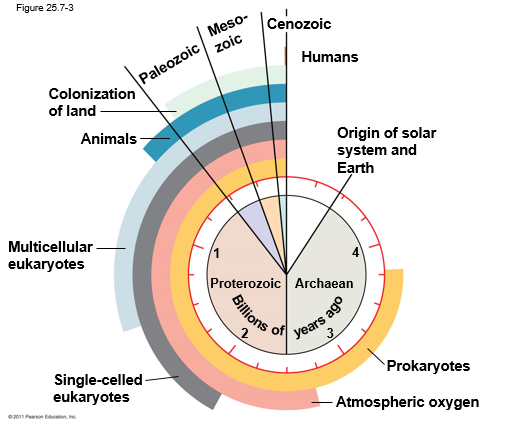 Figure 25.7-3
Cenozoic
Meso-
zoic
Paleozoic
Humans
Colonization
of land
Animals
Origin of solar
system and
Earth
Multicellular
eukaryotes
1
4
Proterozoic
Archaean
Billions of years ago
2
3
Prokaryotes
Single-celled
eukaryotes
Atmospheric oxygen
© 2011 Pearson Education, Inc.